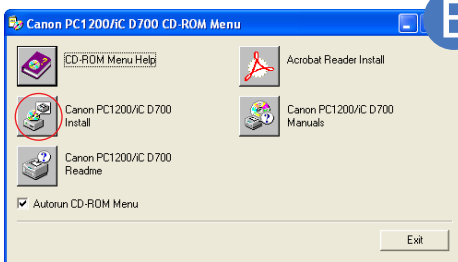 Canon PC1200/iC D700 CD-ROM Menu
CD-ROM Menu Help
Acrobat Reader Install
Canon PC1200/iC D700
Install
Canon PC1200/iC D700
Manuals
Canon PC1200/iC D700
Readme
Autorun CD-ROM Menu
Exit